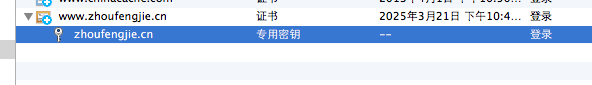 www.zhoufengjie.cn 证书 2025年3月21日 下午10:4... 登录
zhoufengjie.cn 专用密钥 -- 登录